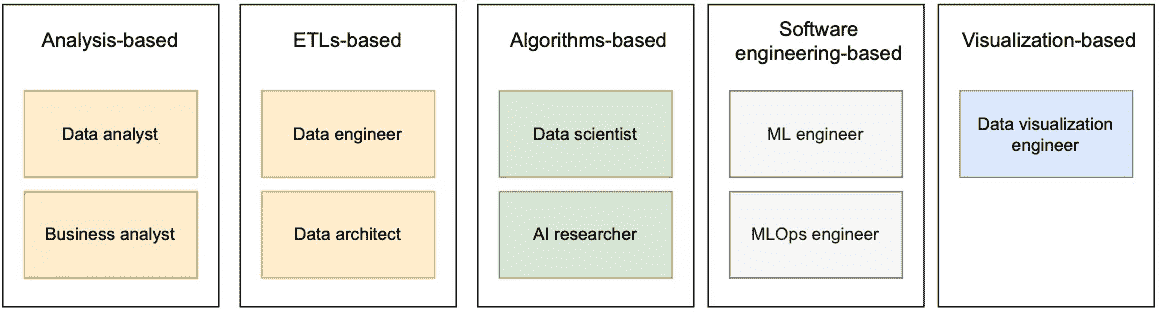 Analysis-based
Data analyst
Business analyst
ETLs-based
Data engineer
Data architect
Algorithms-based
Data scientist
AI researcher
Software
engineering-based
ML engineer
MLOps engineer
Visualization-based
Data visualization
engineer